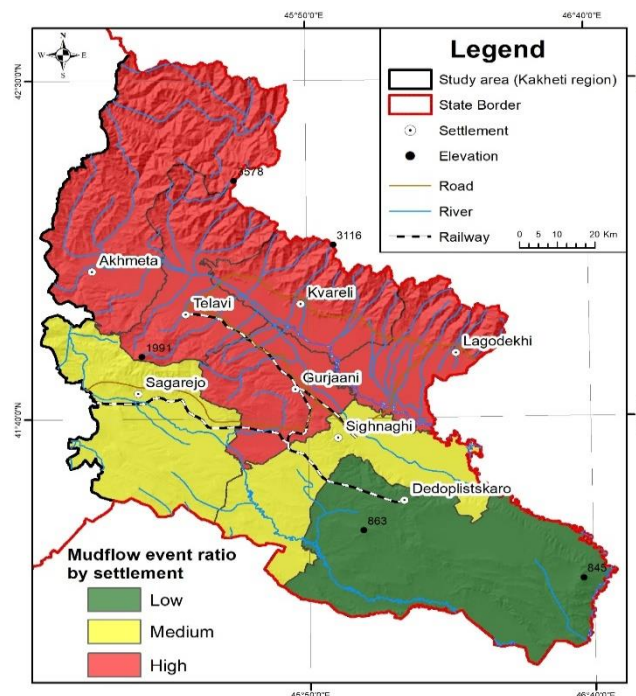 45°50'0"E
46°40'0"E
N
W
E
S
42°30'0"N
Legend
Study area (Kakheti region)
State Border
Settlement
Elevation
Road
River
Railway
0 5 10 20 Km
3578
3116
Akhmeta
Kvareli
Telavi
Lagodekhi
1991
Gurjaani
Sagarejo
41°40'0"N
Sighnaghi
Dedoplistskaro
863
845
Mudflow event ratio
by settlement
Low
Medium
High
45°50'0"E
46°40'0"E